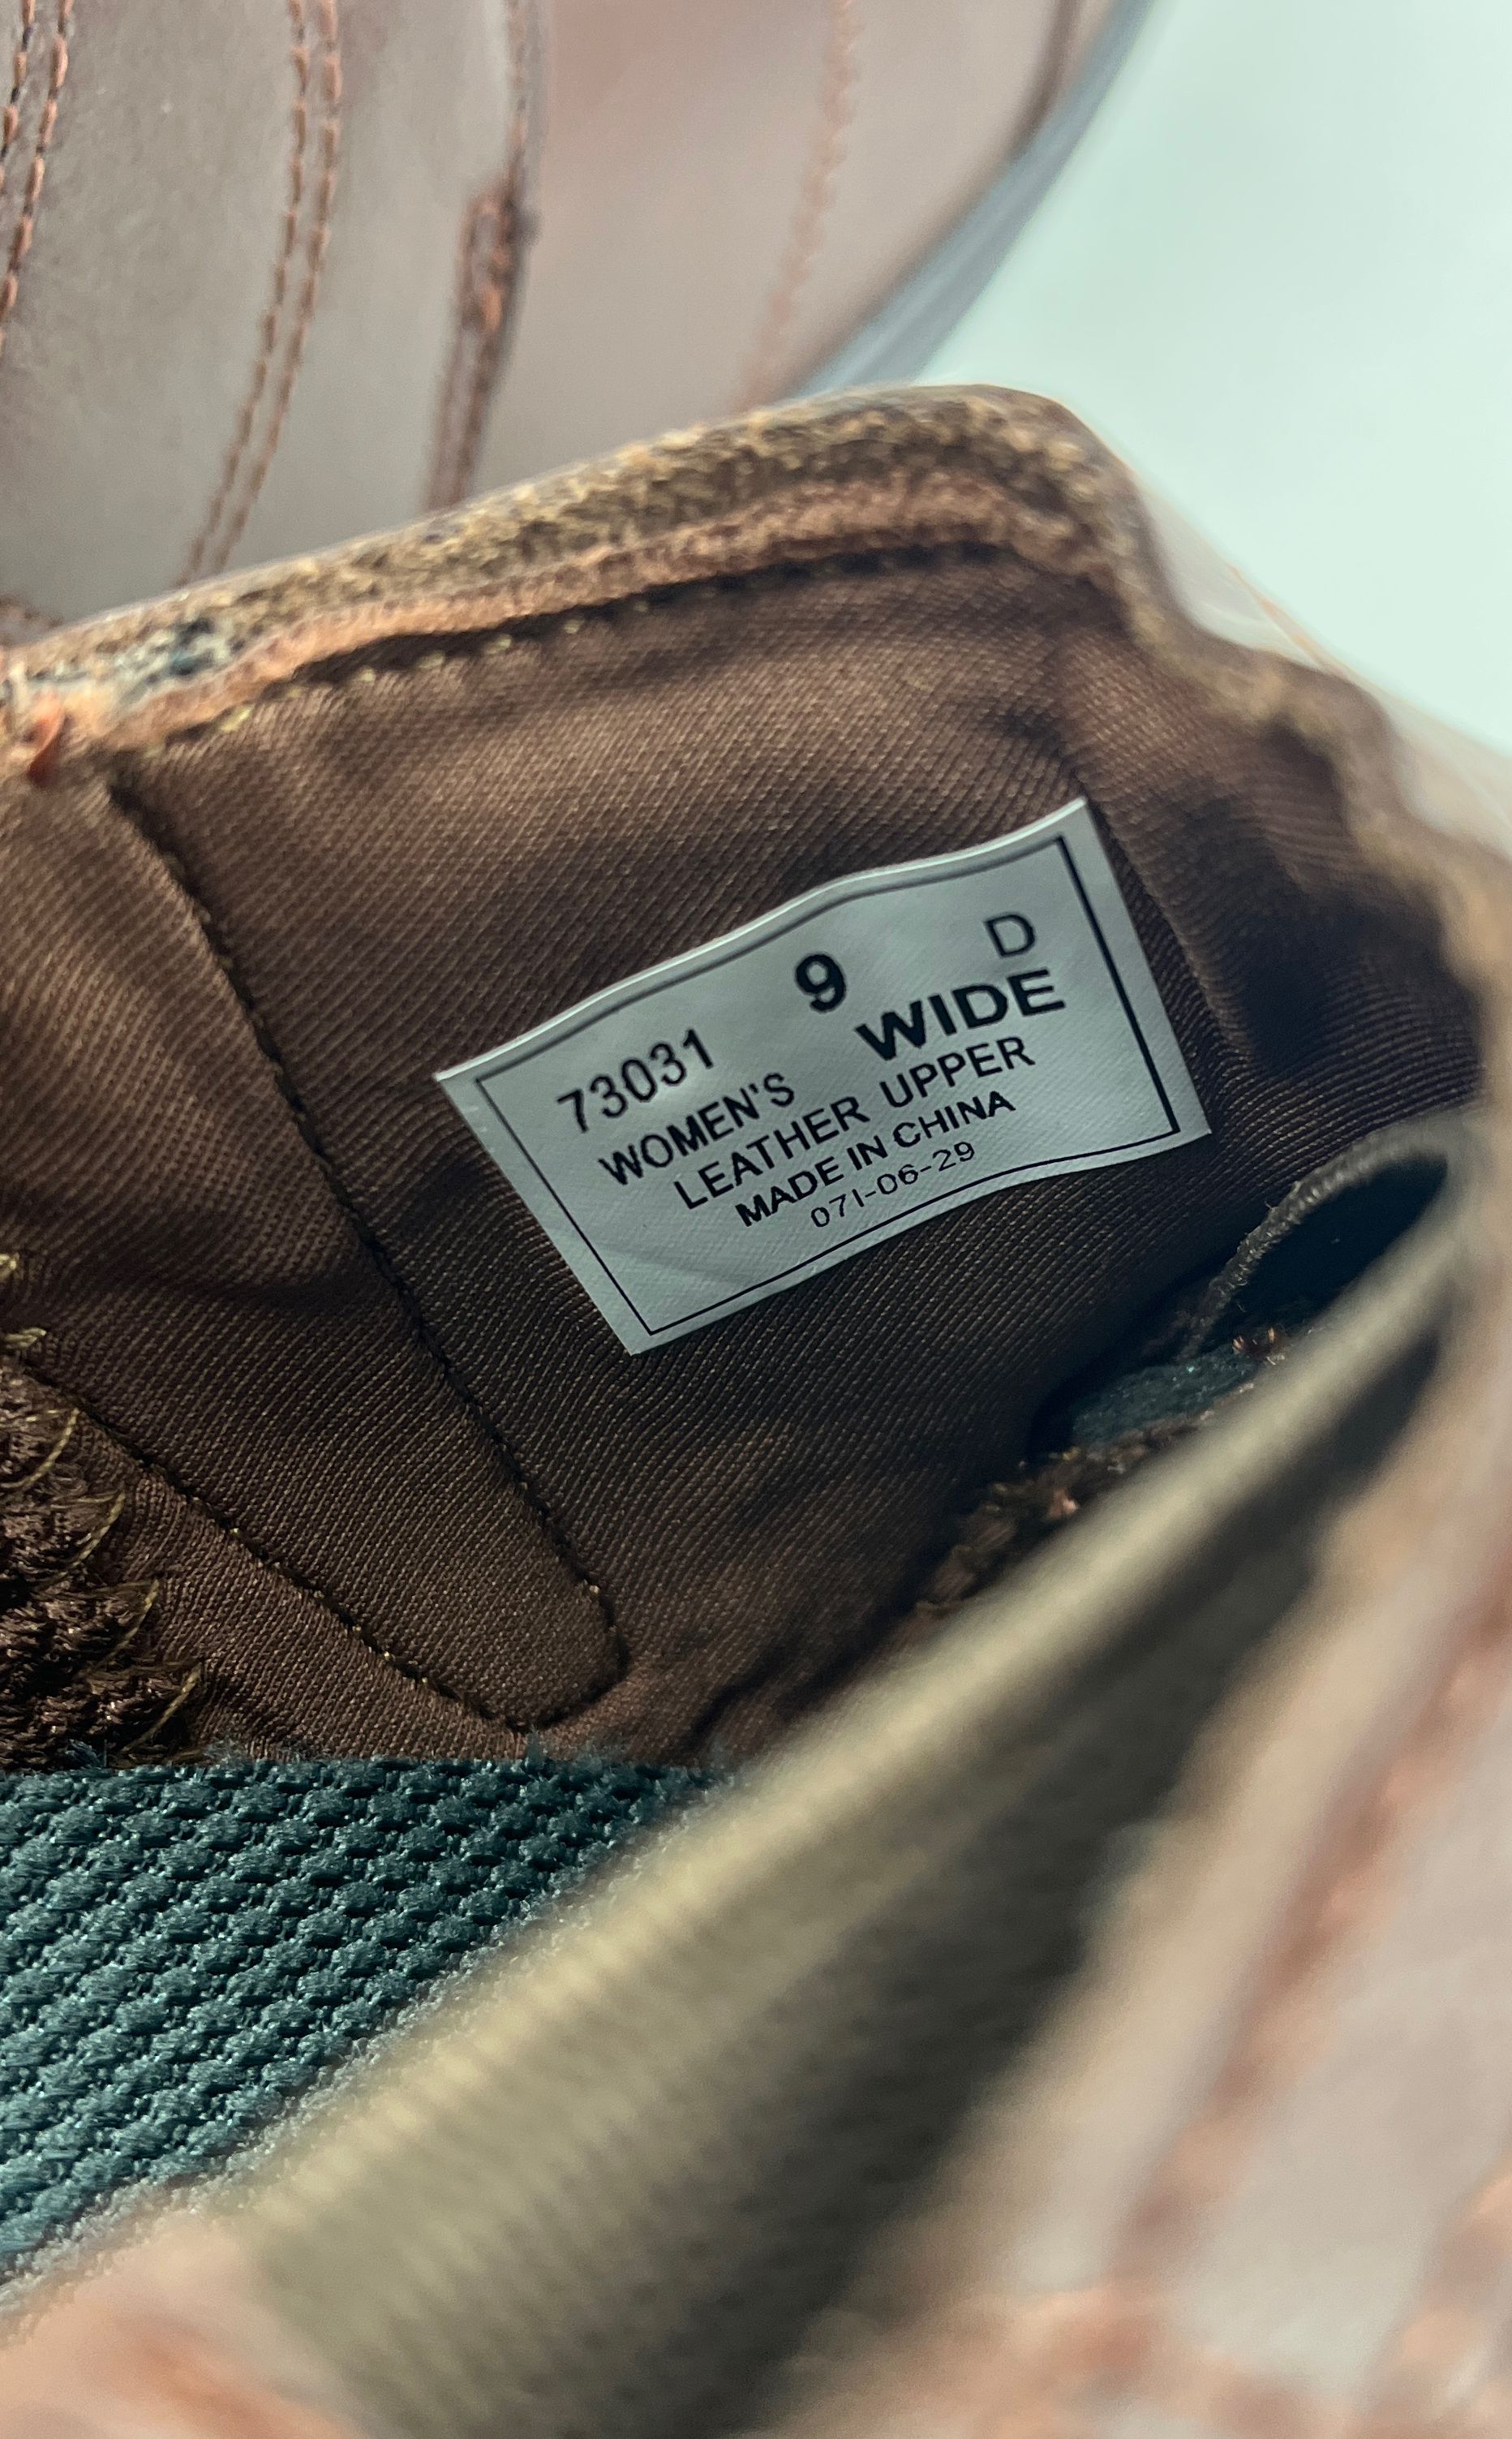 73031 9 D
WOMEN'S WIDE
LEATHER UPPER
MADE IN CHINA
071-06-29